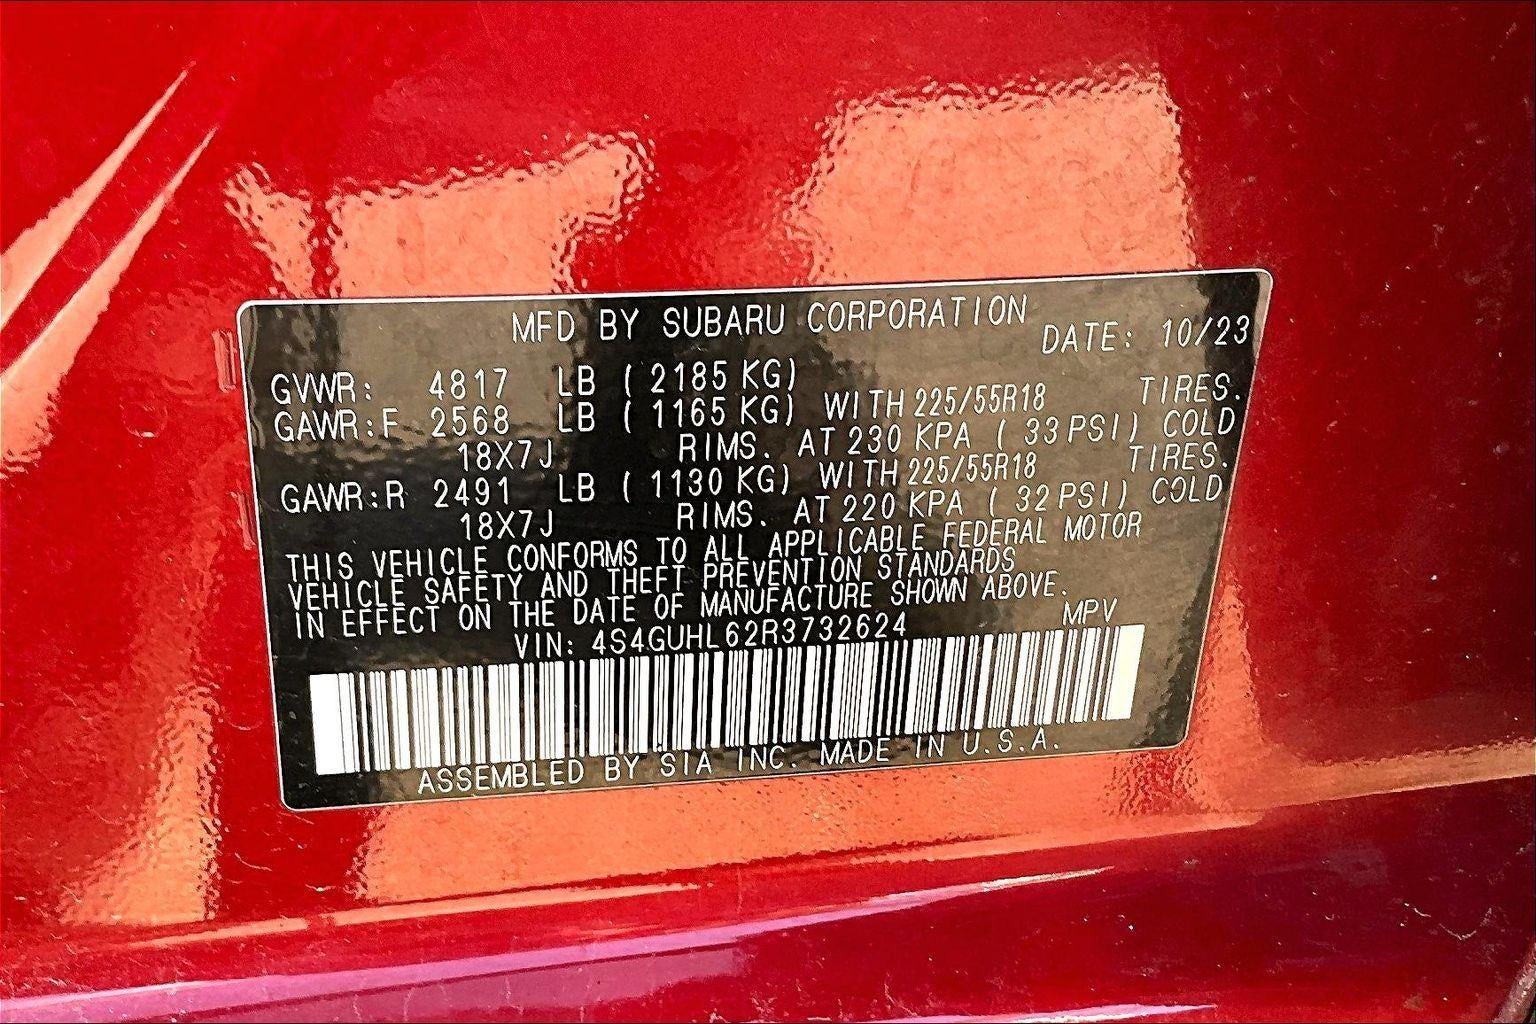 MFD BY SUBARU CORPORATION
DATE: 10/23
GVWR: 4817 LB ( 2185 KG)
GAWR:F 2568 LB ( 1165 KG) WITH 225/55R18 TIRES.
18X7J RIMS. AT 230 KPA ( 33 PSI) COLD
GAWR:R 2491 LB ( 1130 KG) WITH 225/55R18 TIRES.
18X7J RIMS. AT 220 KPA ( 32 PSI) COLD
THIS VEHICLE CONFORMS TO ALL APPLICABLE FEDERAL MOTOR
VEHICLE SAFETY AND THEFT PREVENTION STANDARDS
IN EFFECT ON THE DATE OF MANUFACTURE SHOWN ABOVE.
VIN: 4S4GUHL62R3732624 MPV
ASSEMBLED BY SIA INC. MADE IN U.S.A.